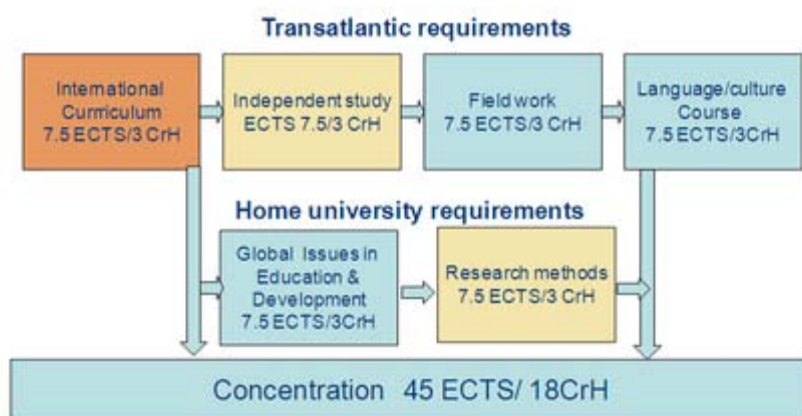 Transatlantic requirements
International
Curriculum
7.5 ECTS/3 CrH
Independent study
ECTS 7.5/3 CrH
Field work
7.5 ECTS/3 CrH
Language/culture
Course
7.5 ECTS/3CrH
Home university requirements
Global Issues in
Education &
Development
7.5 ECTS/3CrH
Research methods
7.5 ECTS/3 CrH
Concentration 45 ECTS/ 18CrH